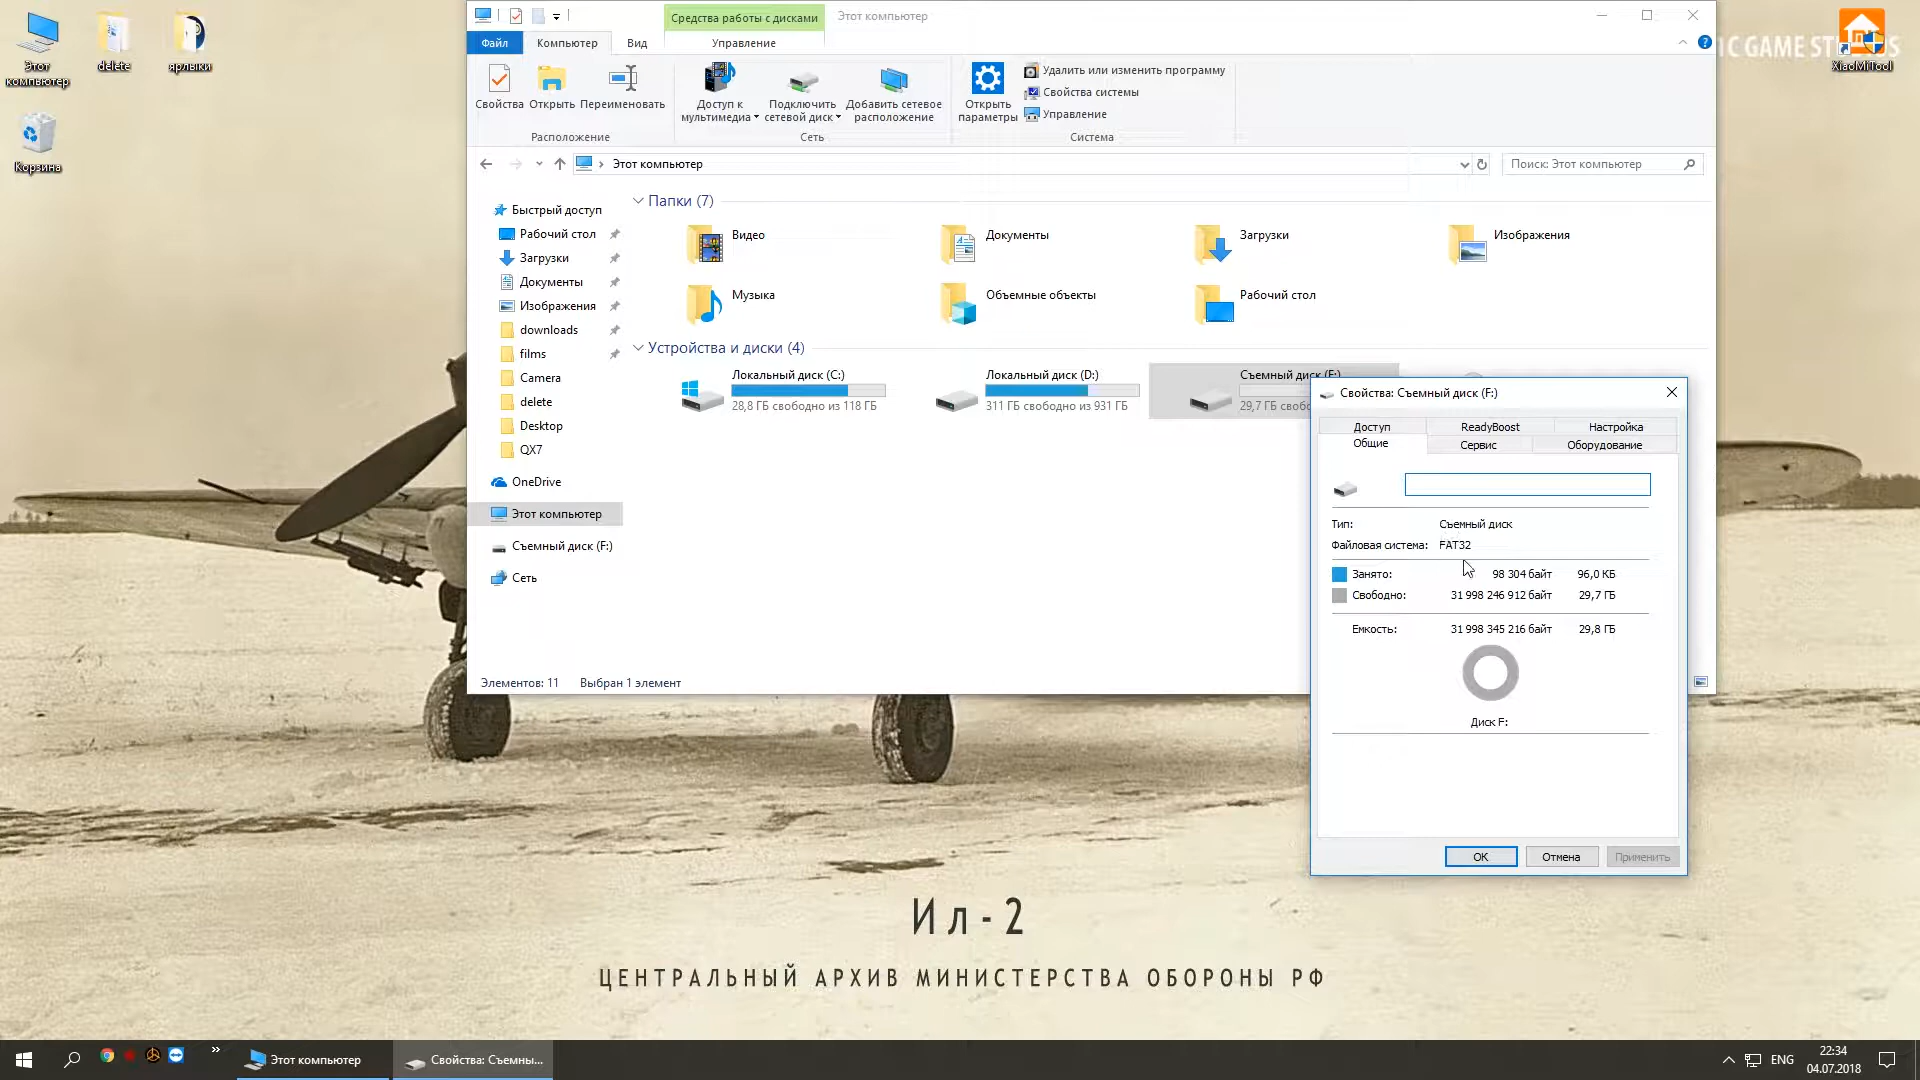 Этот
компьютер
delete
ярлыки
Корзина
XiaoMiTool
IC GAME ST
Средства работы с дисками
Этот компьютер
Файл
Компьютер
Вид
Управление
Свойства
Открыть
Переименовать
Расположение
Доступ к
мультимедиа
Подключить
сетевой диск
Добавить сетевое
расположение
Сеть
Открыть
параметры
Удалить или изменить программу
Свойства системы
Управление
Система
Этот компьютер
Поиск: Этот компьютер
Быстрый доступ
Рабочий стол
Загрузки
Документы
Изображения
downloads
films
Camera
delete
Desktop
QX7
OneDrive
Этот компьютер
Съемный диск (F:)
Сеть
Папки (7)
Видео
Документы
Загрузки
Изображения
Музыка
Объемные объекты
Рабочий стол
Устройства и диски (4)
Локальный диск (C:)
28,8 ГБ свободно из 118 ГБ
Локальный диск (D:)
311 ГБ свободно из 931 ГБ
Съемный диск (F:)
29,7 ГБ свобо
Элементов: 11
Выбран 1 элемент
Свойства: Съемный диск (F:)
Доступ
ReadyBoost
Настройка
Общие
Сервис
Оборудование
Тип: Съемный диск
Файловая система: FAT32
Занято: 98 304 байт 96,0 КБ
Свободно: 31 998 246 912 байт 29,7 ГБ
Емкость: 31 998 345 216 байт 29,8 ГБ
Диск F:
OK
Отмена
Применить
Ил-2
ЦЕНТРАЛЬНЫЙ АРХИВ МИНИСТЕРСТВА ОБОРОНЫ РФ
Этот компьютер
Свойства: Съемны...
ENG
22:34
04.07.2018